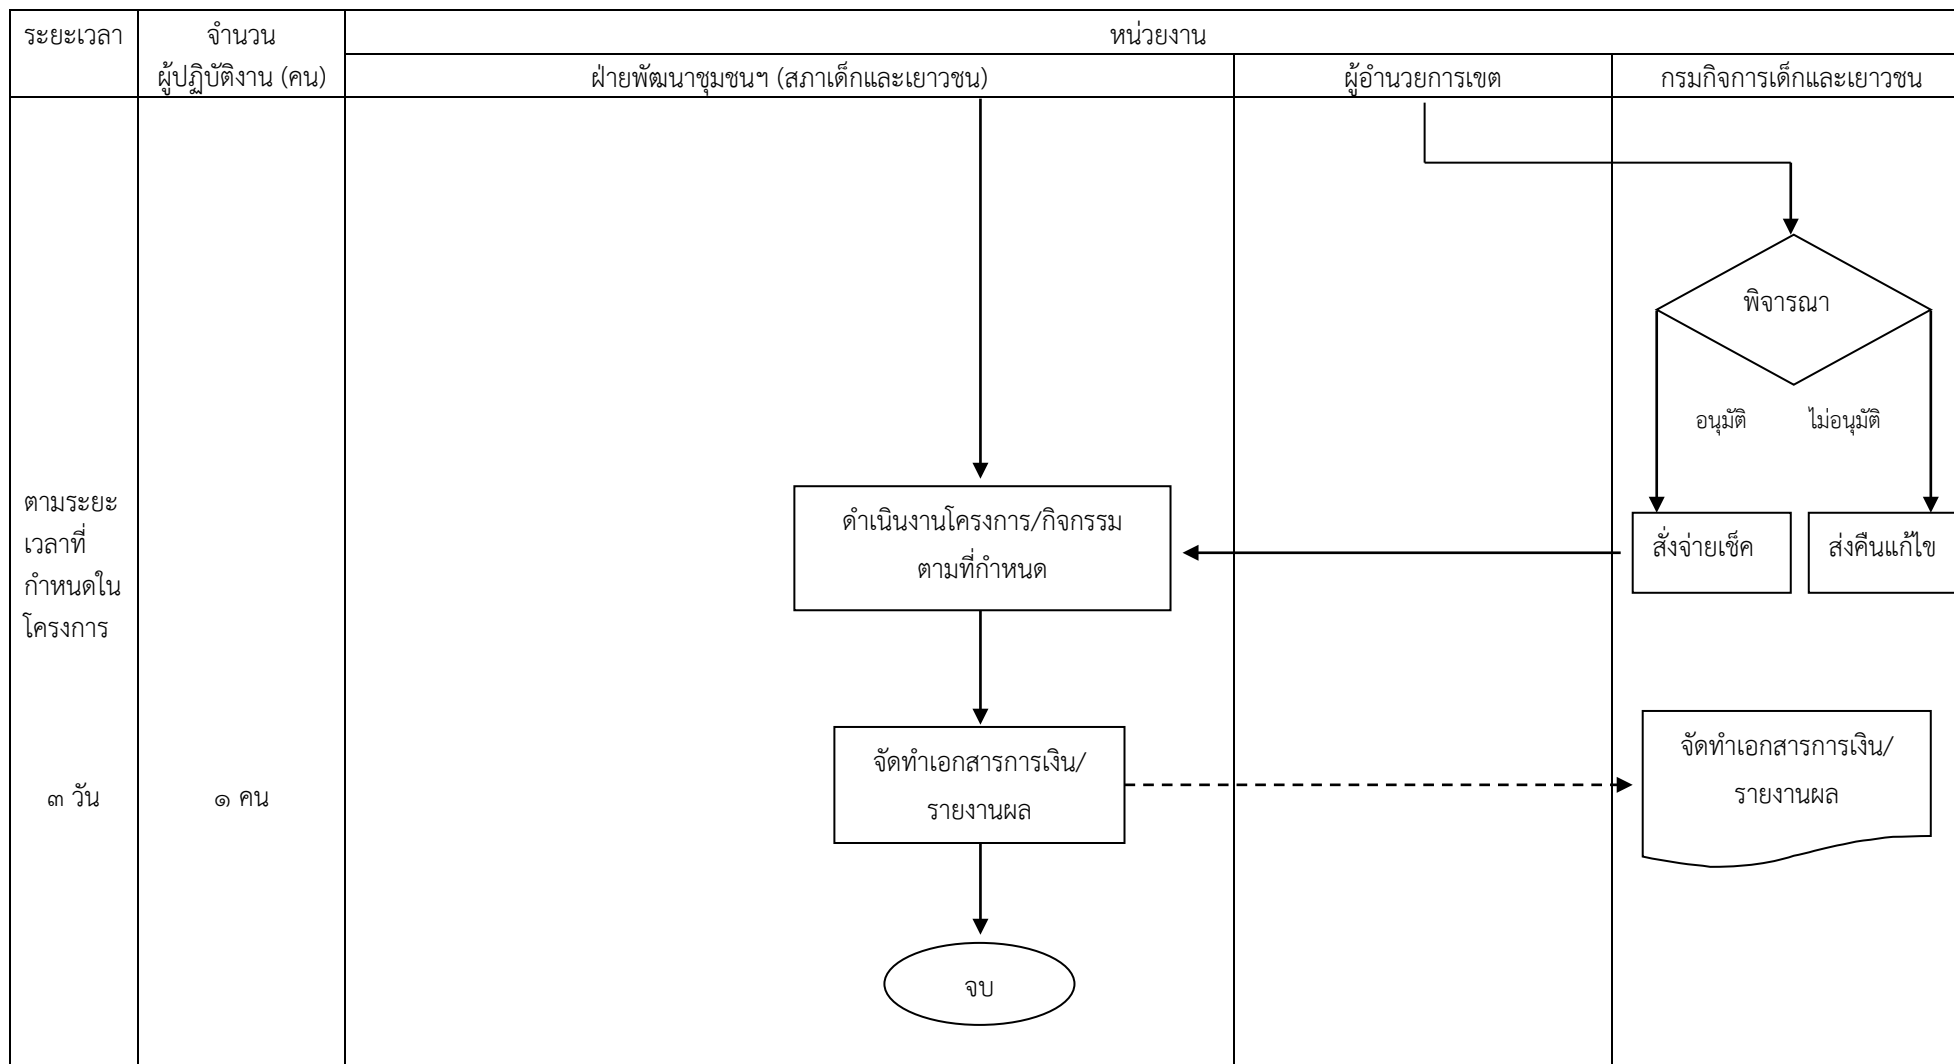 ระยะเวลา
จำนวน
ผู้ปฏิบัติงาน (คน)
หน่วยงาน
ฝ่ายพัฒนาชุมชนฯ (สภาเด็กและเยาวชน)
ผู้อำนวยการเขต
กรมกิจการเด็กและเยาวชน
พิจารณา
อนุมัติ
ไม่อนุมัติ
ตามระยะ
เวลาที่
กำหนดใน
โครงการ
ดำเนินงานโครงการ/กิจกรรม
ตามที่กำหนด
สั่งจ่ายเช็ค
ส่งคืนแก้ไข
๓ วัน
๑ คน
จัดทำเอกสารการเงิน/
รายงานผล
จัดทำเอกสารการเงิน/
รายงานผล
จบ